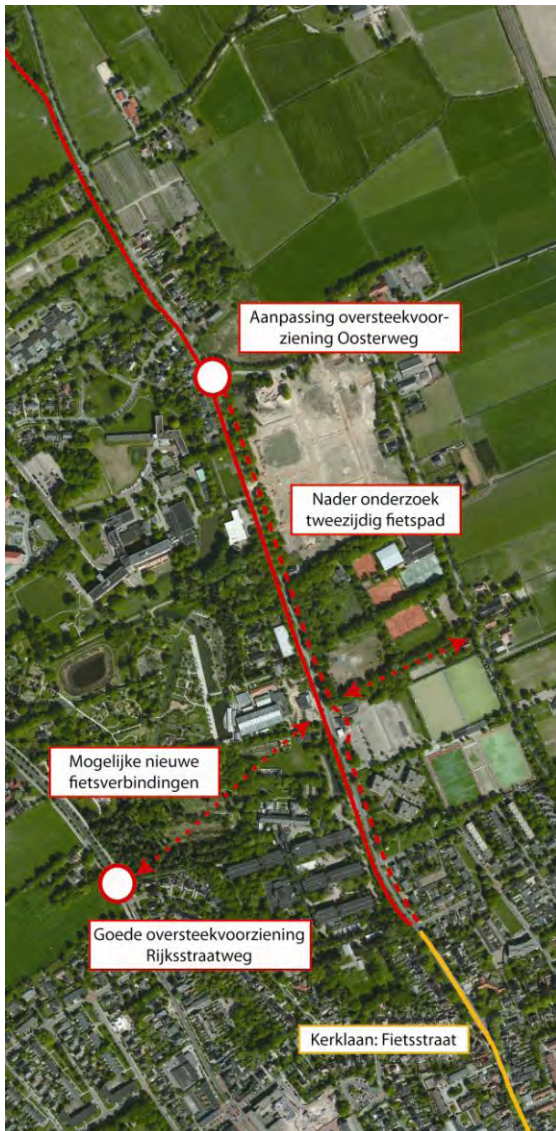 Aanpassing oversteekvoor-
ziening Oosterweg
Nader onderzoek
tweezijdig fietspad
Mogelijke nieuwe
fietsverbindingen
Goede oversteekvoorziening
Rijksstraatweg
Kerklaan: Fietsstraat